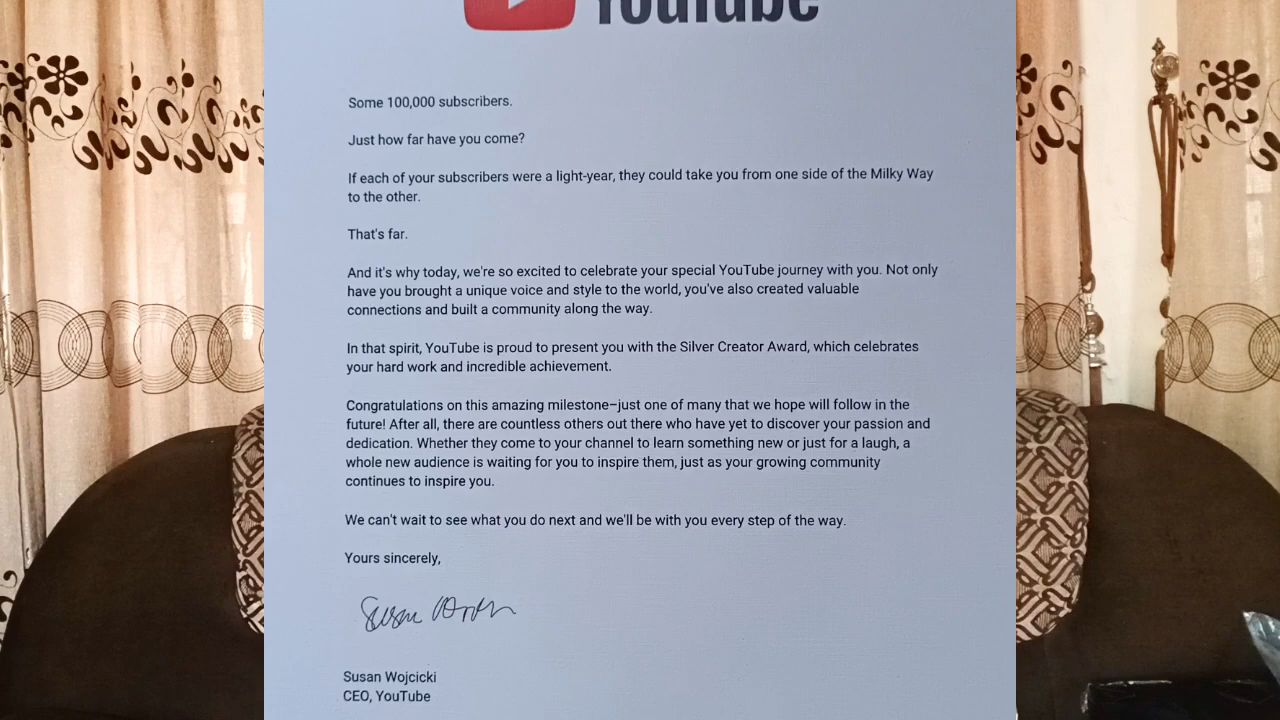 YouTube
Some 100,000 subscribers.
Just how far have you come?
If each of your subscribers were a light-year, they could take you from one side of the Milky Way
to the other.
That's far.
And it's why today, we're so excited to celebrate your special YouTube journey with you. Not only
have you brought a unique voice and style to the world, you've also created valuable
connections and built a community along the way.
In that spirit, YouTube is proud to present you with the Silver Creator Award, which celebrates
your hard work and incredible achievement.
Congratulations on this amazing milestone–just one of many that we hope will follow in the
future! After all, there are countless others out there who have yet to discover your passion and
dedication. Whether they come to your channel to learn something new or just for a laugh, a
whole new audience is waiting for you to inspire them, just as your growing community
continues to inspire you.
We can't wait to see what you do next and we'll be with you every step of the way.
Yours sincerely,
Susan Wojcicki
CEO, YouTube